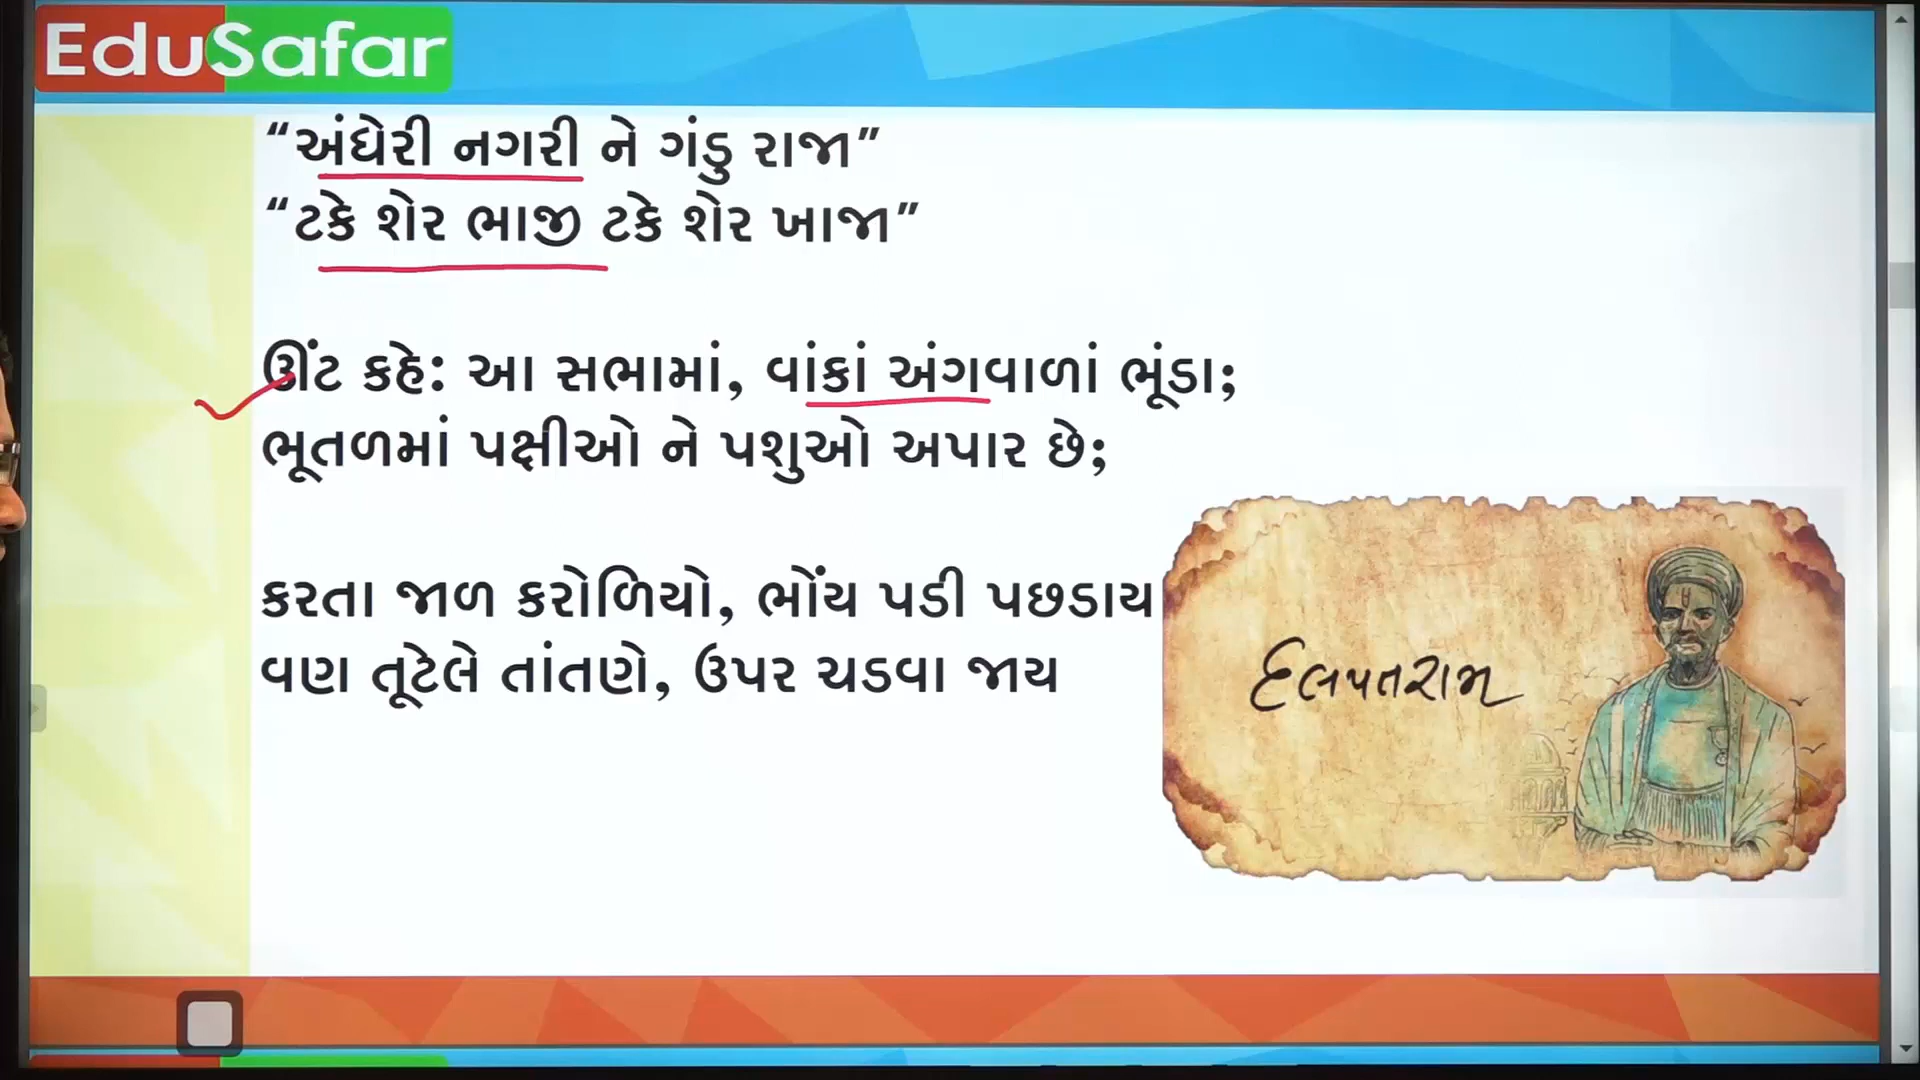 EduSafar
“અંધેરી નગરી ને ગંડુ રાજા”
“ટકે શેર ભાજી ટકે શેર ખાજા”
ઊંટ કહે: આ સભામાં, વાંકાં અંગવાળાં ભૂંડા;
ભૂતળમાં પક્ષીઓ ને પશુઓ અપાર છે;
કરતા જાળ કરોળિયો, ભોંય પડી પછડાય
વણ તૂટેલે તાંતણે, ઉપર ચડવા જાય
દલપતરામ